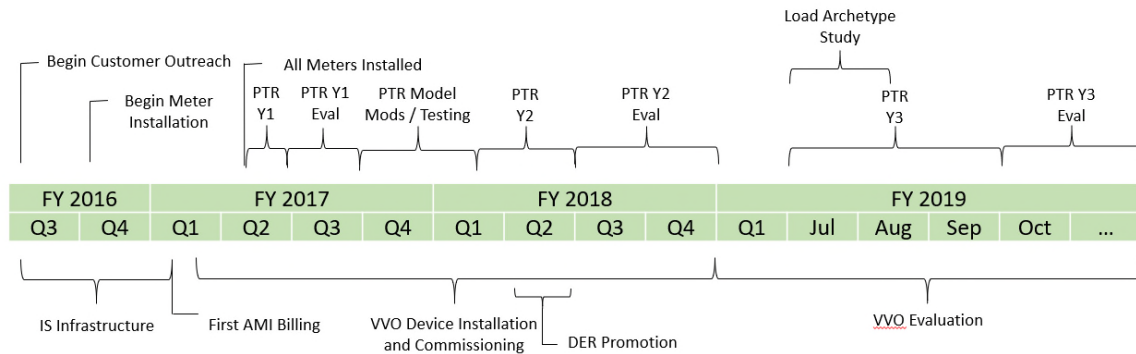 Load Archetype
Study
Begin Customer Outreach
All Meters Installed
Begin Meter
Installation
PTR
Y1
PTR Y1
Eval
PTR Model
Mods / Testing
PTR
Y2
PTR Y2
Eval
PTR
Y3
PTR Y3
Eval
FY 2016 FY 2017 FY 2018 FY 2019
Q3 Q4 Q1 Q2 Q3 Q4 Q1 Q2 Q3 Q4 Q1 Jul Aug Sep Oct ...
IS Infrastructure
First AMI Billing
VVO Device Installation
and Commissioning
DER Promotion
VVO Evaluation